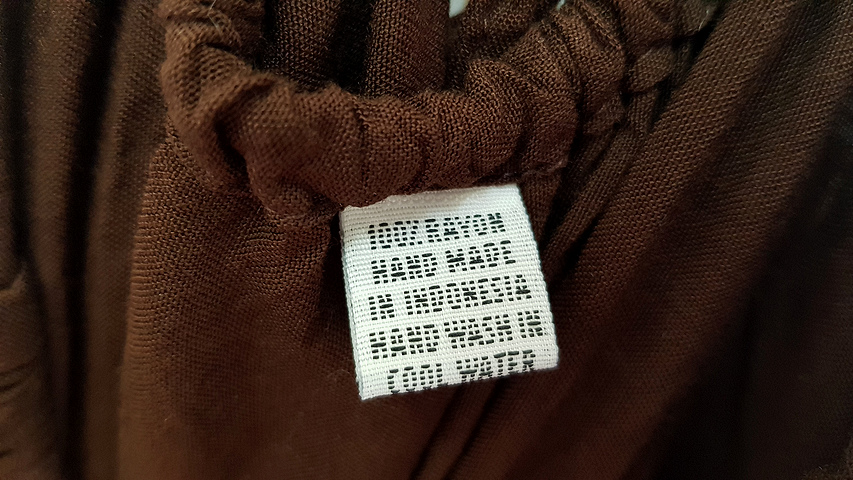 100% RAYON
HAND MADE
IN INDONESIA
HAND WASH IN
COOL WATER